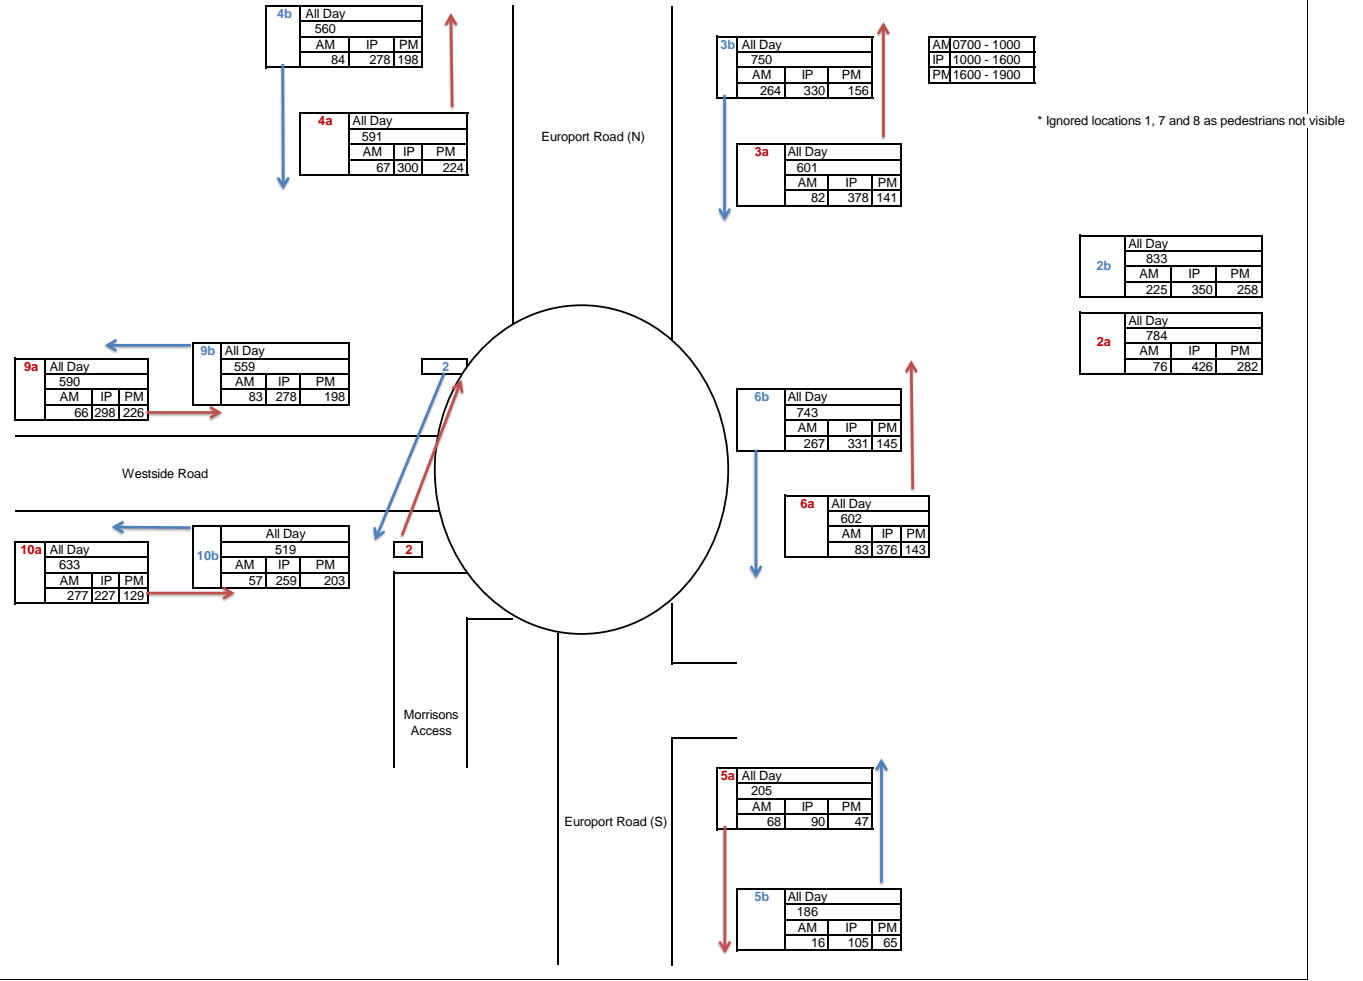 4b All Day
560
AM IP PM
84 278 198
4a All Day
591
AM IP PM
67 300 224
Europort Road (N)
3b All Day
750
AM IP PM
264 330 156
3a All Day
601
AM IP PM
82 378 141
AM 0700 - 1000
IP 1000 - 1600
PM 1600 - 1900
* Ignored locations 1, 7 and 8 as pedestrians not visible
2b All Day
833
AM IP PM
225 350 258
2a All Day
784
AM IP PM
76 426 282
9b All Day
559
AM IP PM
83 278 198
9a All Day
590
AM IP PM
66 298 226
2
6b All Day
743
AM IP PM
267 331 145
Westside Road
6a All Day
602
AM IP PM
83 376 143
10b All Day
519
AM IP PM
57 259 203
10a All Day
633
AM IP PM
277 227 129
2
Morrisons
Access
Europort Road (S)
5a All Day
205
AM IP PM
68 90 47
5b All Day
186
AM IP PM
16 105 65